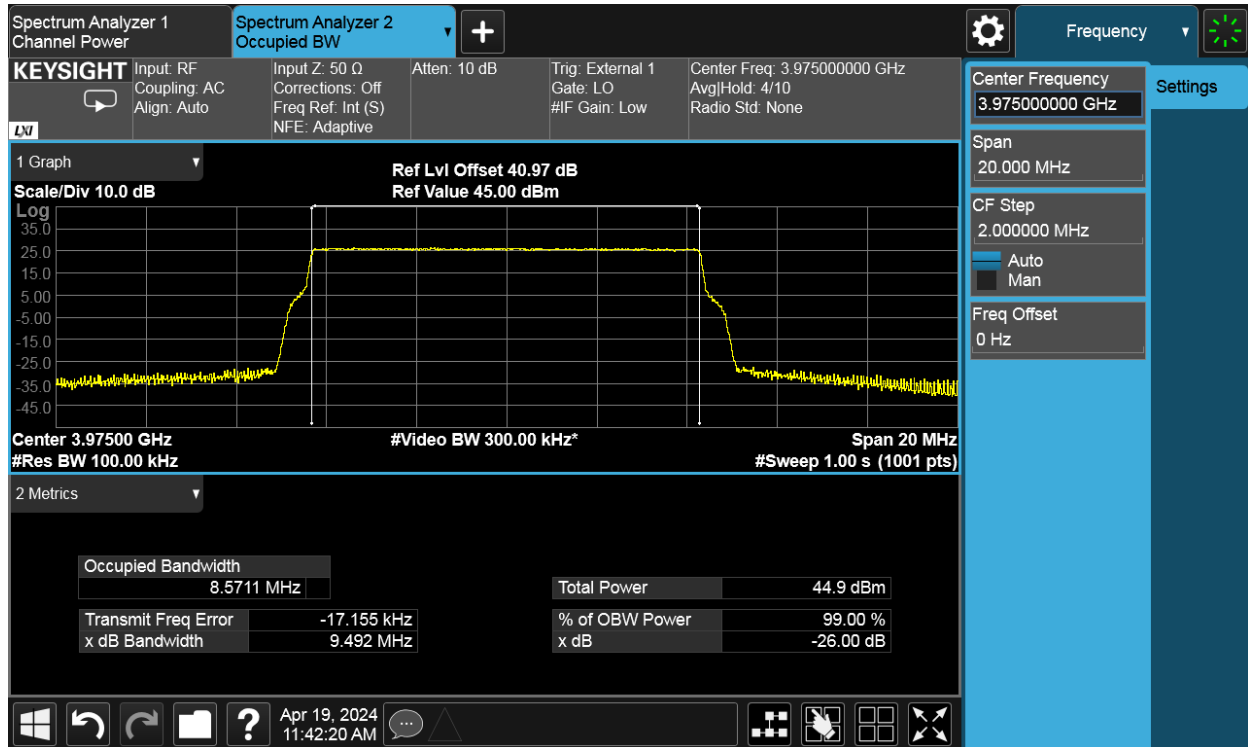 Spectrum Analyzer 1
Channel Power
Spectrum Analyzer 2
Occupied BW
Frequency
KEYSIGHT
LXI
Input: RF
Coupling: AC
Align: Auto
Input Z: 50 Ω
Corrections: Off
Freq Ref: Int (S)
NFE: Adaptive
Atten: 10 dB
Trig: External 1
Gate: LO
#IF Gain: Low
Center Freq: 3.975000000 GHz
Avg|Hold: 4/10
Radio Std: None
Center Frequency
3.975000000 GHz
Settings
Span
20.000 MHz
CF Step
2.000000 MHz
Auto
Man
Freq Offset
0 Hz
1 Graph
Scale/Div 10.0 dB
Ref Lvl Offset 40.97 dB
Ref Value 45.00 dBm
Log
35.0
25.0
15.0
5.00
-5.00
-15.0
-25.0
-35.0
-45.0
Center 3.97500 GHz
#Video BW 300.00 kHz*
Span 20 MHz
#Res BW 100.00 kHz
#Sweep 1.00 s (1001 pts)
2 Metrics
Occupied Bandwidth
8.5711 MHz
Total Power 44.9 dBm
Transmit Freq Error -17.155 kHz
% of OBW Power 99.00 %
x dB Bandwidth 9.492 MHz
x dB -26.00 dB
?
Apr 19, 2024
11:42:20 AM